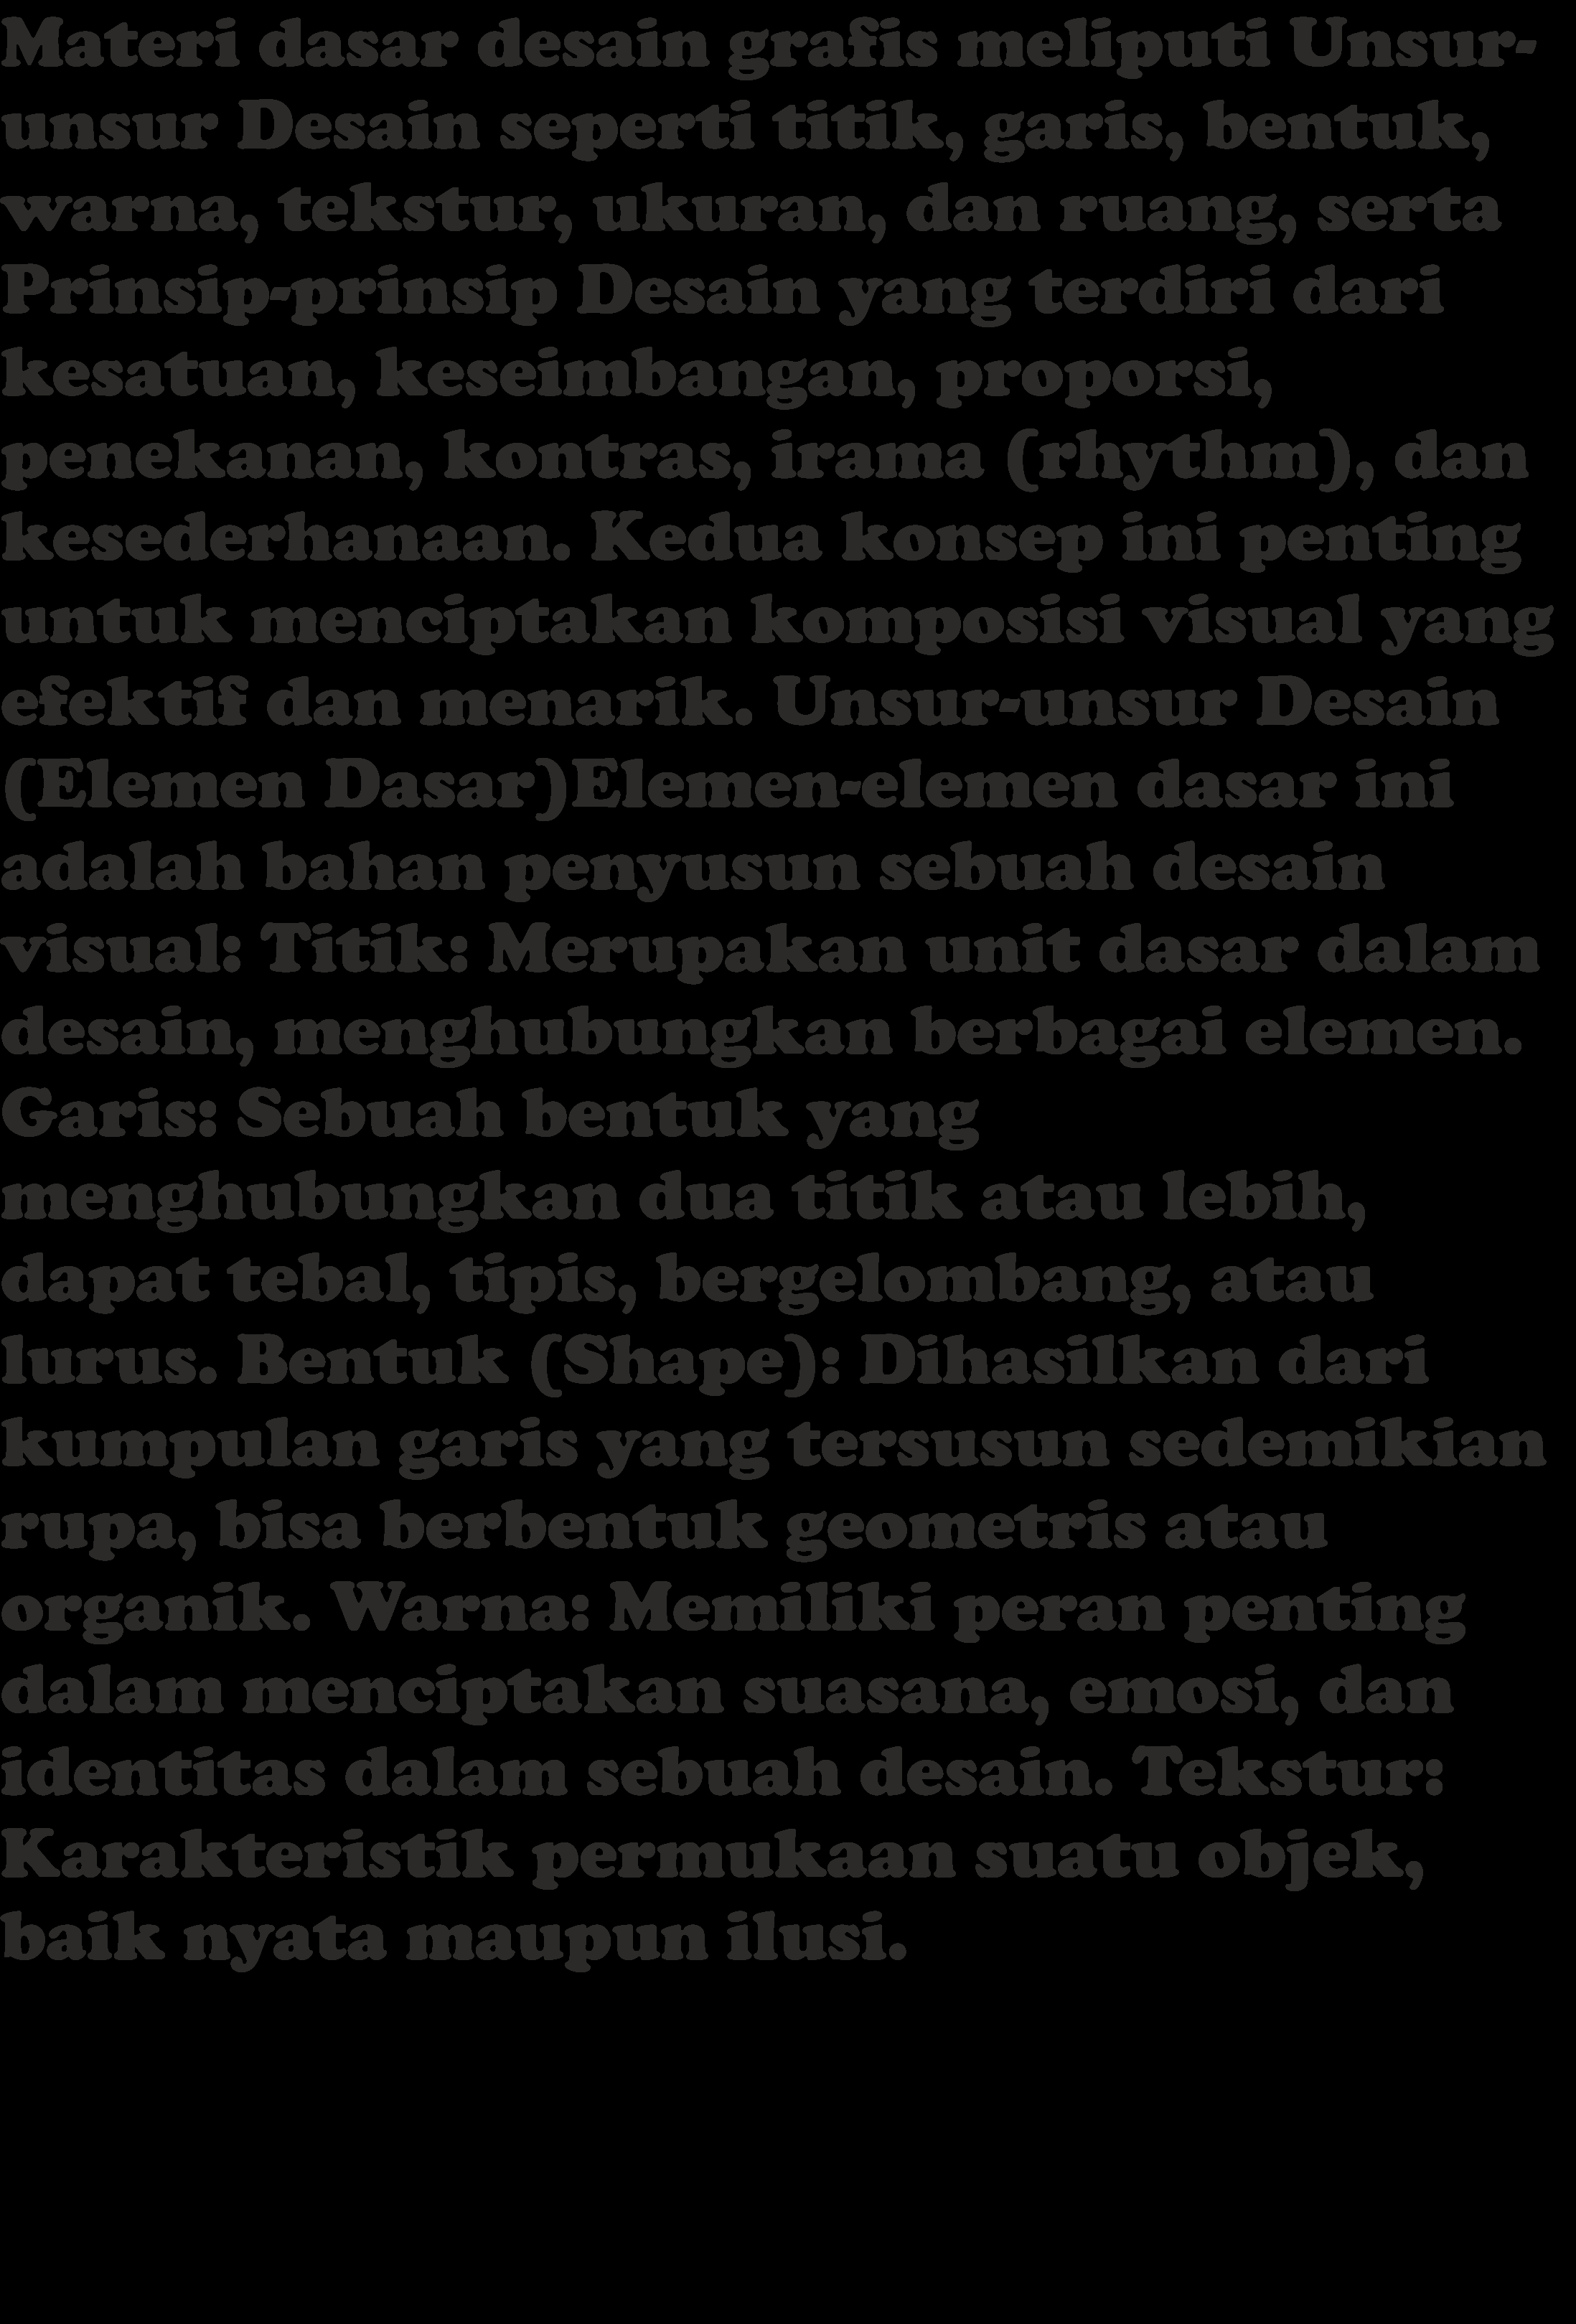 Materi dasar desain grafis meliputi Unsur-
unsur Desain seperti titik, garis, bentuk,
warna, tekstur, ukuran, dan ruang, serta
Prinsip-prinsip Desain yang terdiri dari
kesatuan, keseimbangan, proporsi,
penekanan, kontras, irama (rhythm), dan
kesederhanaan. Kedua konsep ini penting
untuk menciptakan komposisi visual yang
efektif dan menarik. Unsur-unsur Desain
(Elemen Dasar)Elemen-elemen dasar ini
adalah bahan penyusun sebuah desain
visual: Titik: Merupakan unit dasar dalam
desain, menghubungkan berbagai elemen.
Garis: Sebuah bentuk yang
menghubungkan dua titik atau lebih,
dapat tebal, tipis, bergelombang, atau
lurus. Bentuk (Shape): Dihasilkan dari
kumpulan garis yang tersusun sedemikian
rupa, bisa berbentuk geometris atau
organik. Warna: Memiliki peran penting
dalam menciptakan suasana, emosi, dan
identitas dalam sebuah desain. Tekstur:
Karakteristik permukaan suatu objek,
baik nyata maupun ilusi.